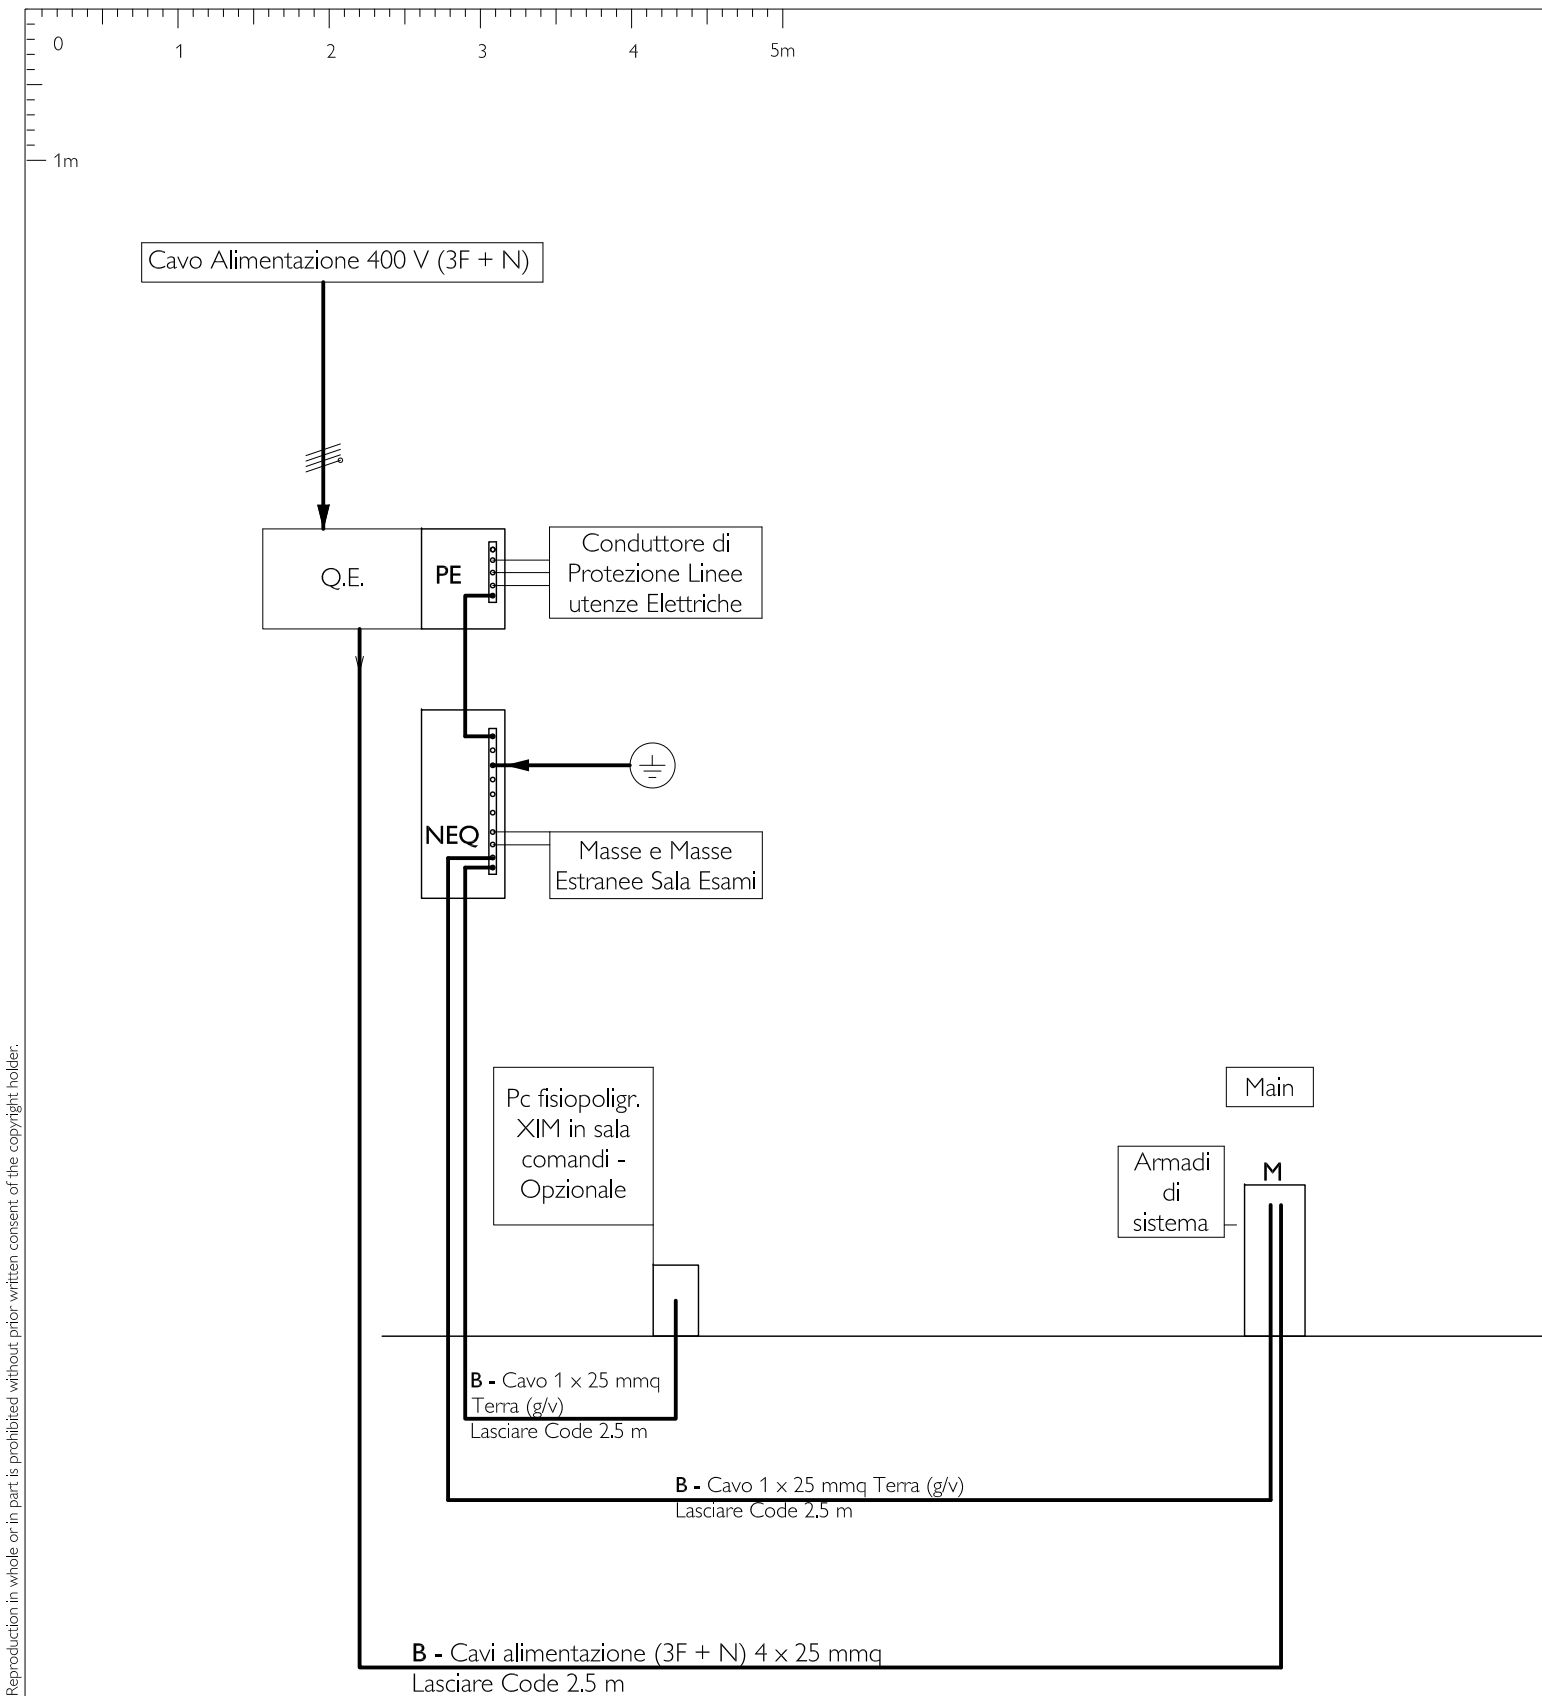 0
1
2
3
4
5m
1m
Cavo Alimentazione 400 V (3F + N)
Q.E.
PE
Conduttore di
Protezione Linee
utenze Elettriche
NEQ
Masse e Masse
Estranee Sala Esami
Pc fisiopoligr.
XIM in sala
comandi -
Opzionale
Main
Armadi
di
sistema
M
B - Cavo 1 x 25 mmq
Terra (g/v)
Lasciare Code 2.5 m
B - Cavo 1 x 25 mmq Terra (g/v)
Lasciare Code 2.5 m
B - Cavi alimentazione (3F + N) 4 x 25 mmq
Lasciare Code 2.5 m
Reproduction in whole or in part is prohibited without prior written consent of the copyright holder.